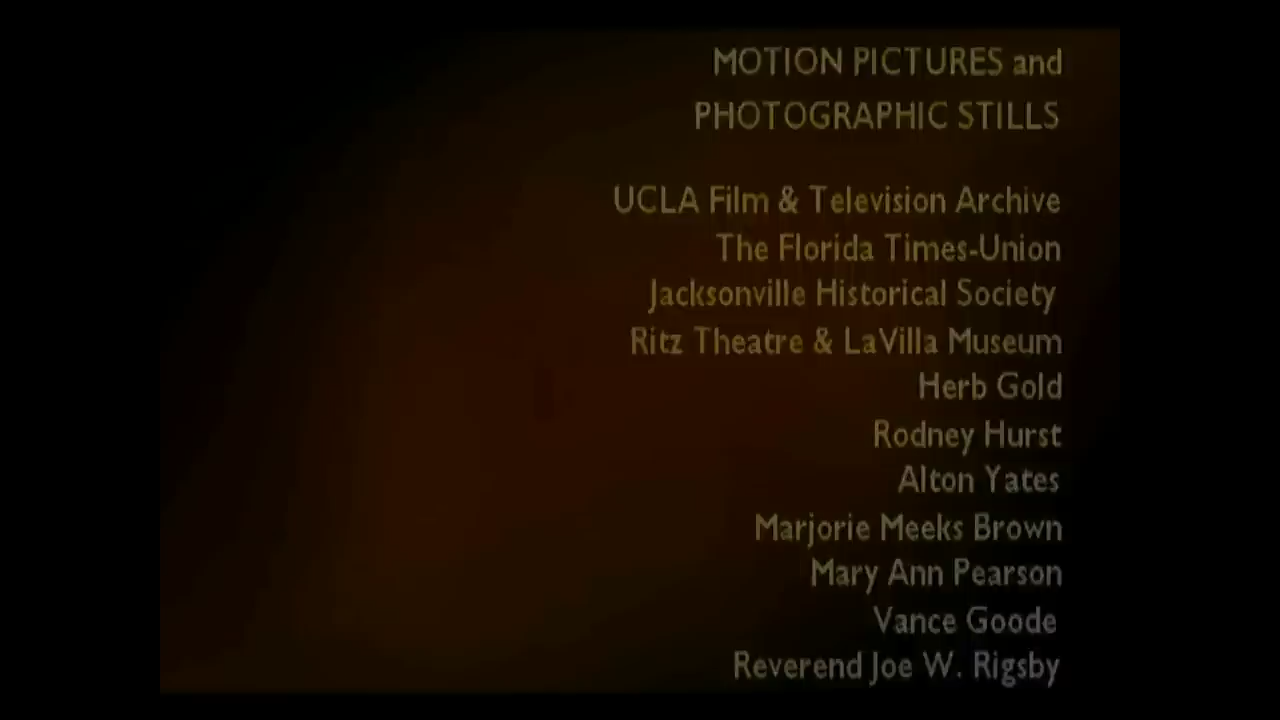 MOTION PICTURES and
PHOTOGRAPHIC STILLS
UCLA Film & Television Archive
The Florida Times-Union
Jacksonville Historical Society
Ritz Theatre & LaVilla Museum
Herb Gold
Rodney Hurst
Alton Yates
Marjorie Meeks Brown
Mary Ann Pearson
Vance Goode
Reverend Joe W. Rigsby